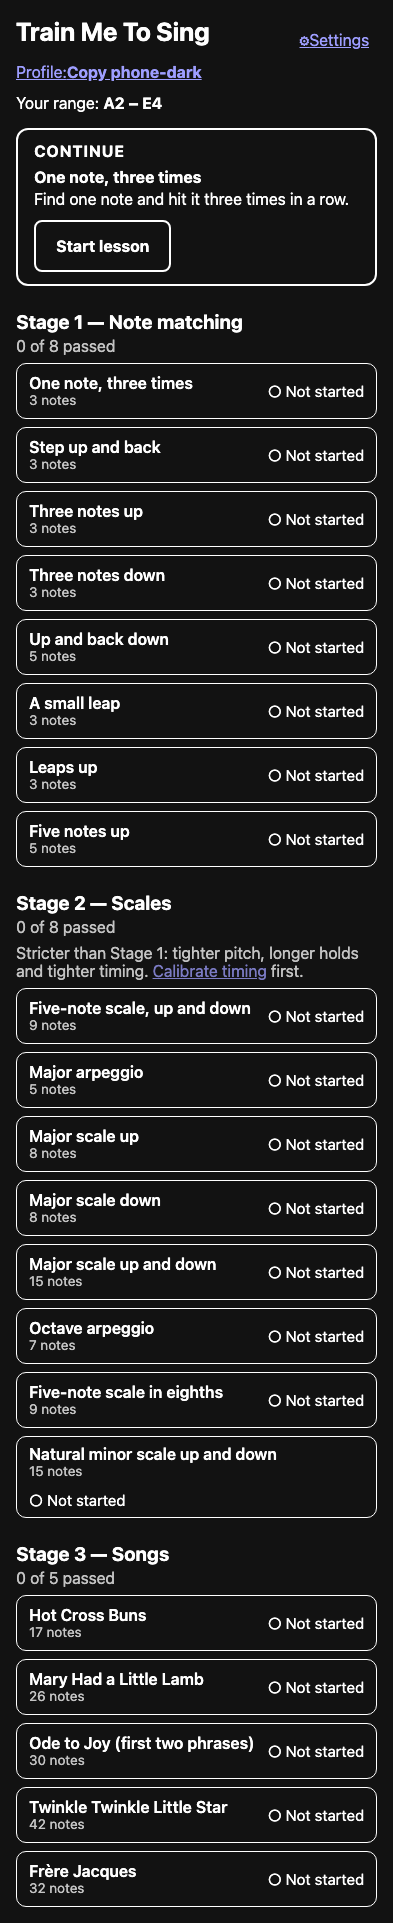 Train Me To Sing
⚙Settings
Profile:Copy phone-dark
Your range: A2 – E4
CONTINUE
One note, three times
Find one note and hit it three times in a row.
Start lesson
Stage 1 — Note matching
0 of 8 passed
One note, three times
3 notes
Not started
Step up and back
3 notes
Not started
Three notes up
3 notes
Not started
Three notes down
3 notes
Not started
Up and back down
5 notes
Not started
A small leap
3 notes
Not started
Leaps up
3 notes
Not started
Five notes up
5 notes
Not started
Stage 2 — Scales
0 of 8 passed
Stricter than Stage 1: tighter pitch, longer holds
and tighter timing. Calibrate timing first.
Five-note scale, up and down
9 notes
Not started
Major arpeggio
5 notes
Not started
Major scale up
8 notes
Not started
Major scale down
8 notes
Not started
Major scale up and down
15 notes
Not started
Octave arpeggio
7 notes
Not started
Five-note scale in eighths
9 notes
Not started
Natural minor scale up and down
15 notes
Not started
Stage 3 — Songs
0 of 5 passed
Hot Cross Buns
17 notes
Not started
Mary Had a Little Lamb
26 notes
Not started
Ode to Joy (first two phrases)
30 notes
Not started
Twinkle Twinkle Little Star
42 notes
Not started
Frère Jacques
32 notes
Not started